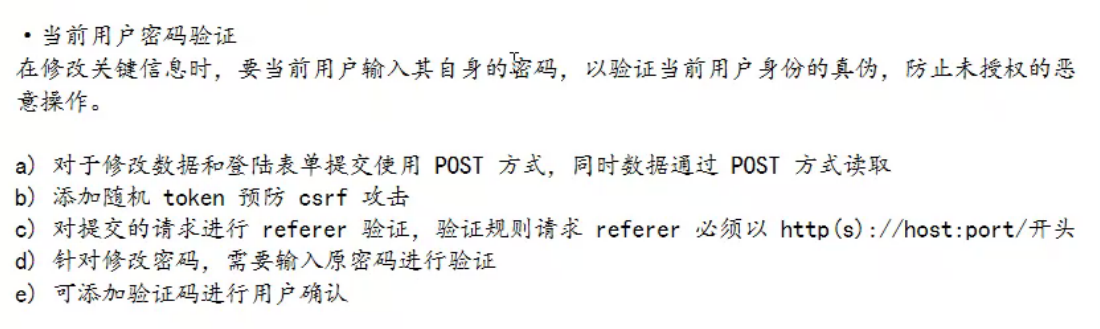 ·当前用户密码验证
在修改关键信息时，要当前用户输入其自身的密码，以验证当前用户身份的真伪，防止未授权的恶
意操作。
a) 对于修改数据和登陆表单提交使用 POST 方式，同时数据通过 POST 方式读取
b) 添加随机 token 预防 csrf 攻击
c) 对提交的请求进行 referer 验证，验证规则请求 referer 必须以 http(s)://host:port/开头
d) 针对修改密码，需要输入原密码进行验证
e) 可添加验证码进行用户确认